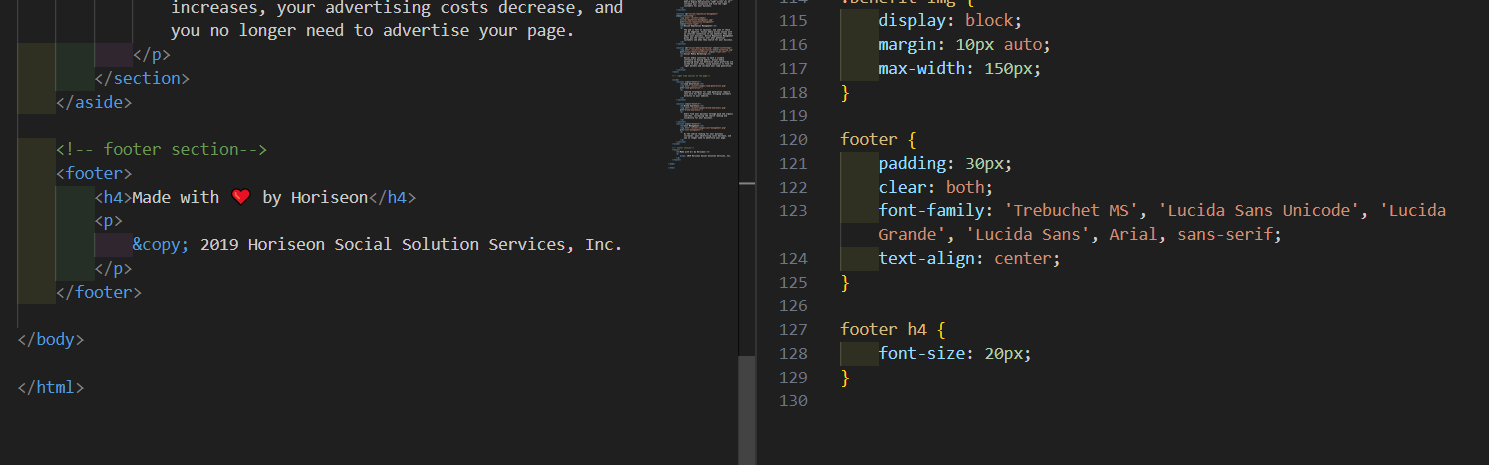 increases, your advertising costs decrease, and
you no longer need to advertise your page.
</p>
</section>
</aside>
<!-- footer section-->
<footer>
<h4>Made with ❤️ by Horiseon</h4>
<p>
&copy; 2019 Horiseon Social Solution Services, Inc.
</p>
</footer>
</body>
</html>
114 .benefit img {
115 display: block;
116 margin: 10px auto;
117 max-width: 150px;
118 }
119
120 footer {
121 padding: 30px;
122 clear: both;
123 font-family: 'Trebuchet MS', 'Lucida Sans Unicode', 'Lucida
Grande', 'Lucida Sans', Arial, sans-serif;
124 text-align: center;
125 }
126
127 footer h4 {
128 font-size: 20px;
129 }
130